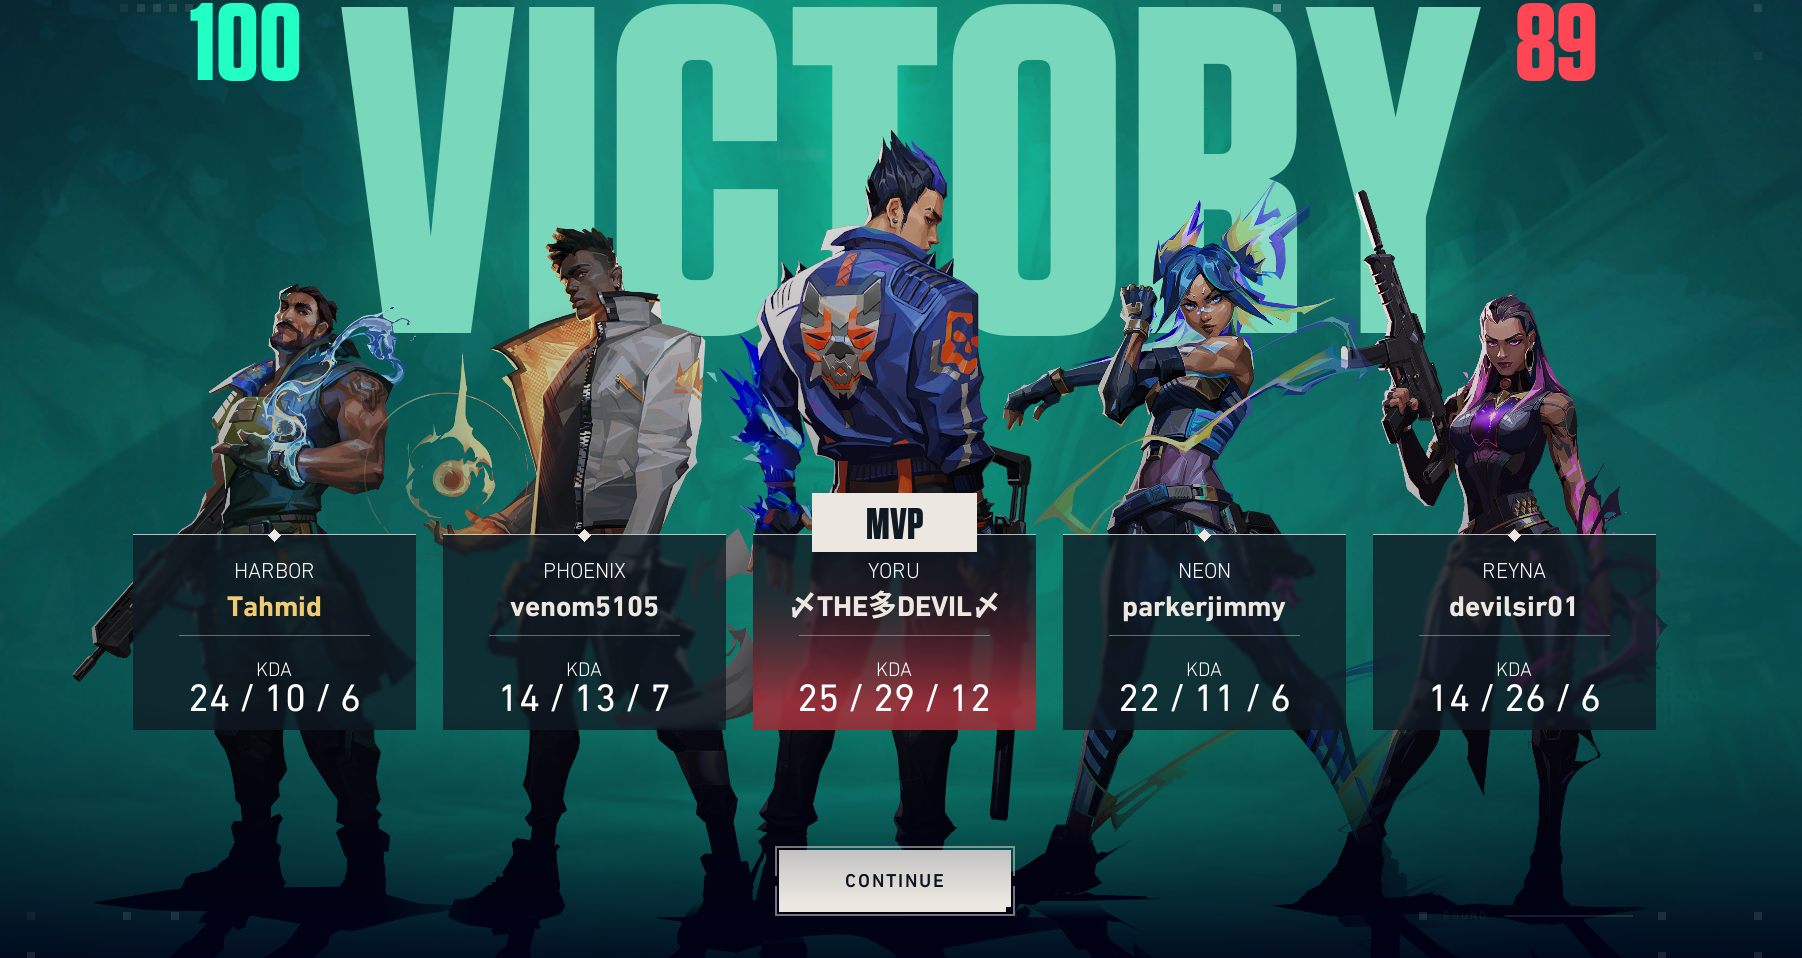 100
VICTORY
89
MVP
HARBOR
Tahmid
KDA
24 / 10 / 6
PHOENIX
venom5105
KDA
14 / 13 / 7
YORU
〆THE多DEVIL〆
KDA
25 / 29 / 12
NEON
parkerjimmy
KDA
22 / 11 / 6
REYNA
devilsir01
KDA
14 / 26 / 6
CONTINUE
ROUND